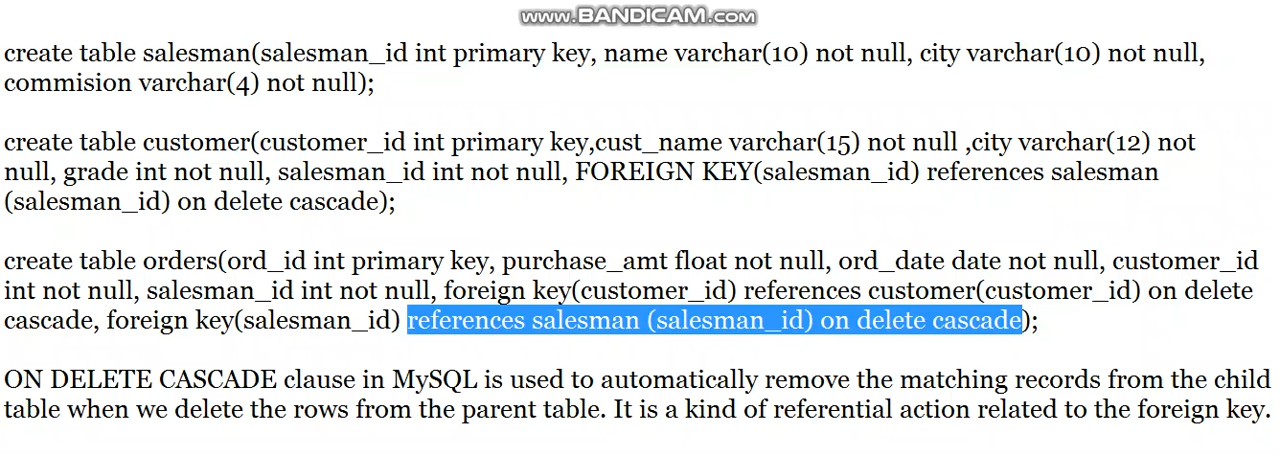 www.BANDICAM.com
create table salesman(salesman_id int primary key, name varchar(10) not null, city varchar(10) not null,
commision varchar(4) not null);
create table customer(customer_id int primary key,cust_name varchar(15) not null ,city varchar(12) not
null, grade int not null, salesman_id int not null, FOREIGN KEY(salesman_id) references salesman
(salesman_id) on delete cascade);
create table orders(ord_id int primary key, purchase_amt float not null, ord_date date not null, customer_id
int not null, salesman_id int not null, foreign key(customer_id) references customer(customer_id) on delete
cascade, foreign key(salesman_id) references salesman (salesman_id) on delete cascade);
ON DELETE CASCADE clause in MySQL is used to automatically remove the matching records from the child
table when we delete the rows from the parent table. It is a kind of referential action related to the foreign key.